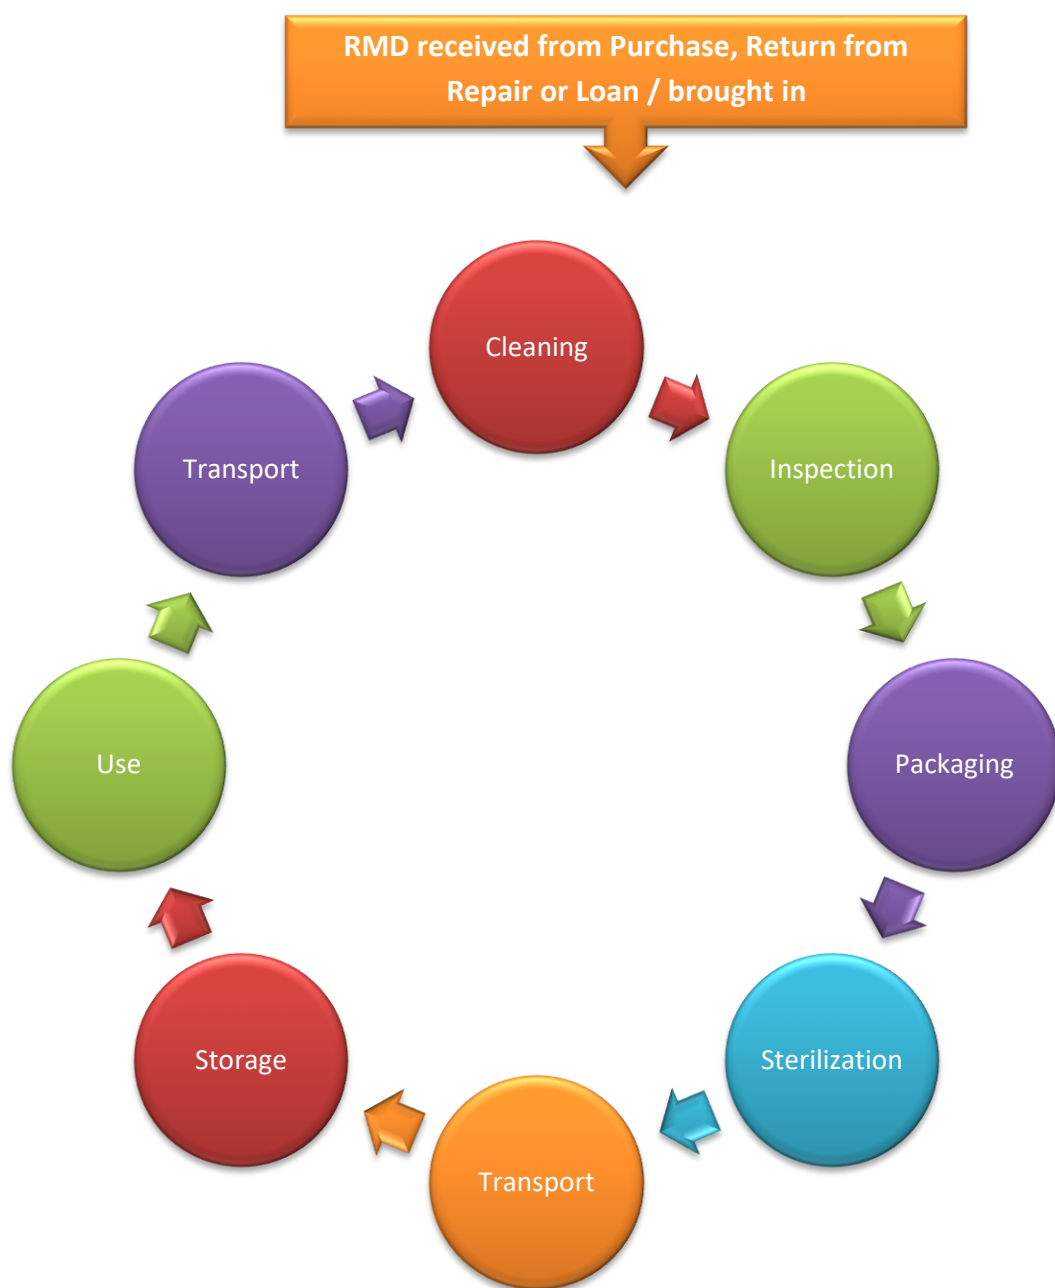 RMD received from Purchase, Return from
Repair or Loan / brought in
Cleaning
Inspection
Packaging
Sterilization
Transport
Storage
Use
Transport